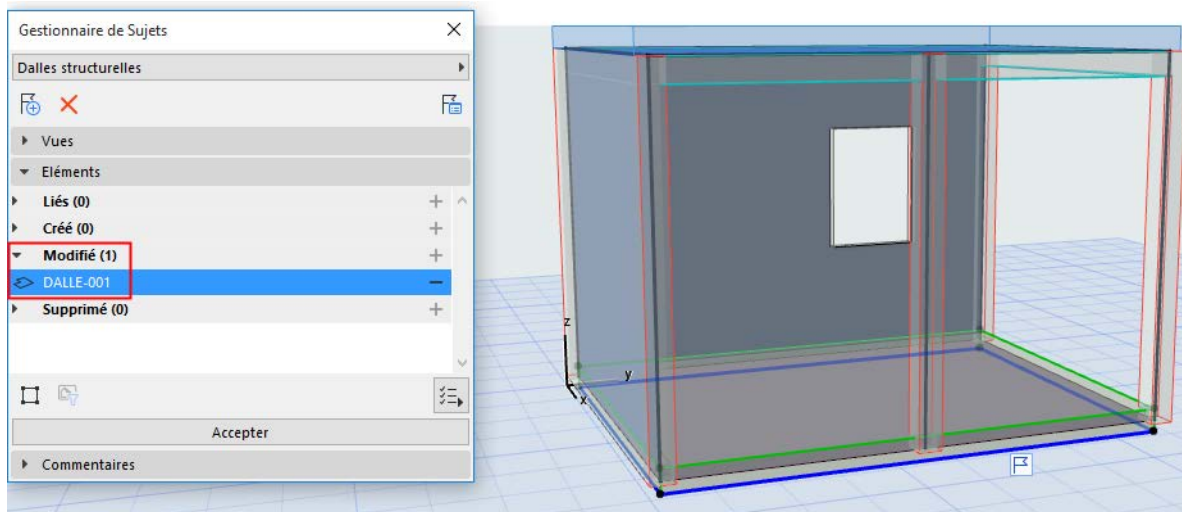 Gestionnaire de Sujets
Dalles structurelles
Vues
Eléments
Liés (0)
Créé (0)
Modifié (1)
DALLE-001
Supprimé (0)
Accepter
Commentaires
z
y
x